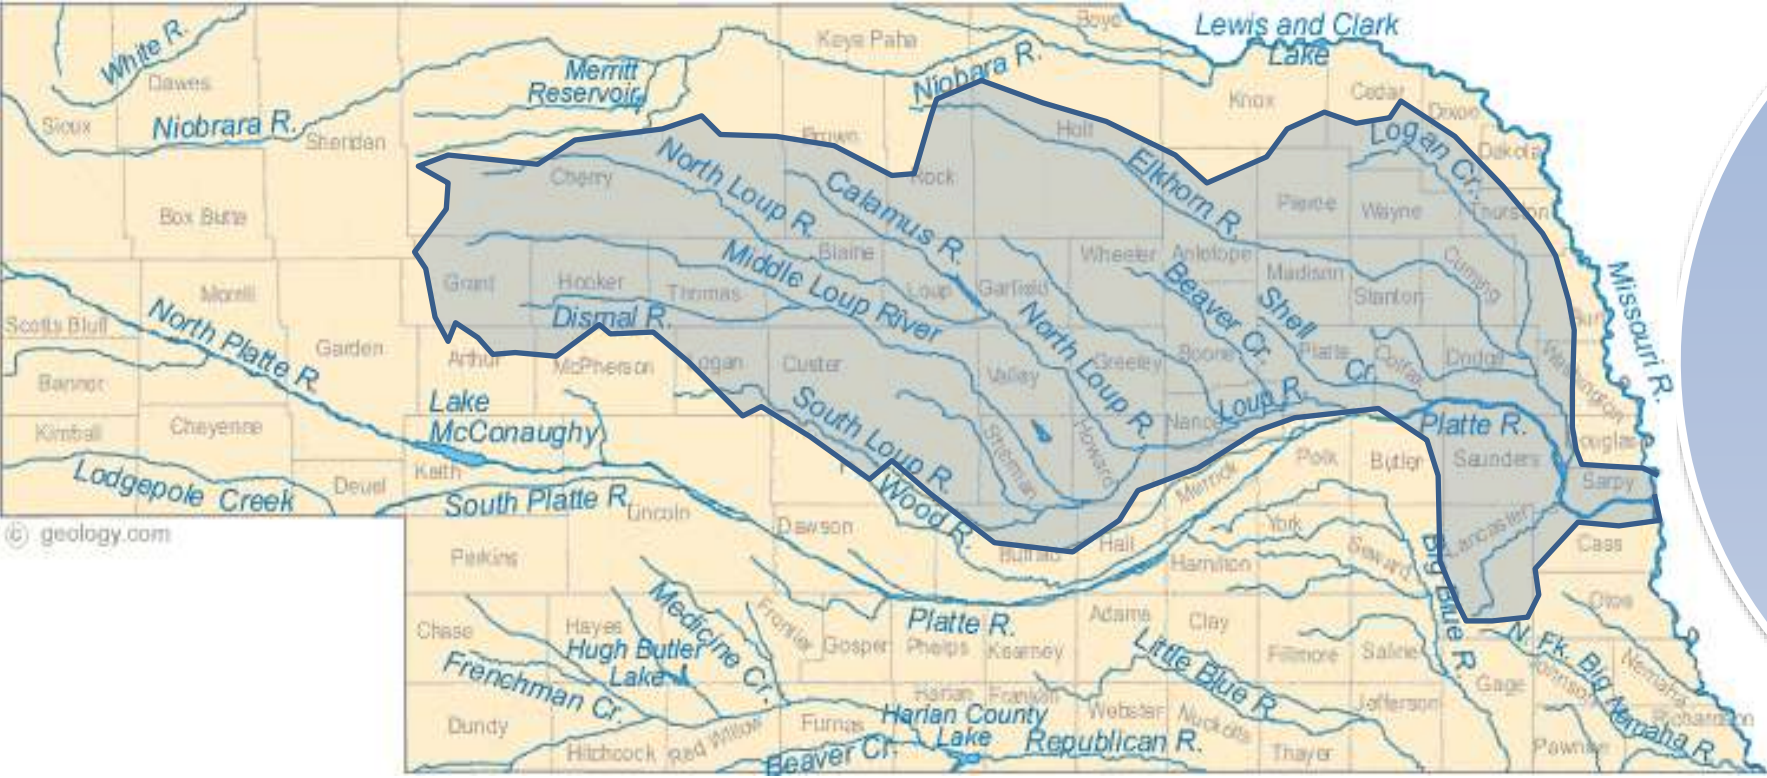 Boyd
Lewis and Clark
Lake
White R.
Keya Paha
Dawes
Merritt
Reservoir
Niobara R.
Knox
Cedar
Dixon
Sioux
Niobrara R.
Sheridan
Brown
Holt
Logan Cr.
Dakota
Cherry
North Loup R.
Calamus R.
Rock
Elkhorn R.
Pierce
Wayne
Thurston
Box Butte
Blaine
Wheeler
Antelope
Grant
Hooker
Thomas
Middle Loup River
Loup
Garfield
Madison
Stanton
Cuming
Missouri R.
Morrill
Beaver Cr.
Shell
Cr.
Scotts Bluff
North Platte R.
Garden
Dismal R.
Arthur
McPherson
Logan
Custer
Valley
North Loup R.
Greeley
Boone
Platte
Colfax
Dodge
Washington
Banner
Lake
McConaughy
South Loup R.
Sherman
Howard
Nance
Loup R.
Platte R.
Douglas
Kimball
Cheyenne
Lodgepole Creek
Deuel
Keith
South Platte R.
Lincoln
Wood R.
Merrick
Polk
Butler
Saunders
Sarpy
© geology.com
Dawson
Buffalo
Hall
York
Hamilton
Seward
Big Blue R.
Lancaster
Cass
Perkins
Medicine Cr.
Frontier
Platte R.
Adams
Clay
Otoe
Chase
Hayes
Hugh Butler
Lake
Gosper
Phelps
Kearney
Little Blue R.
Fillmore
Saline
N. Fk. Big Nemaha R.
Johnson
Nemaha
Frenchman Cr.
Harlan
Franklin
Webster
Nuckolls
Jefferson
Gage
Richardson
Dundy
Hitchcock
Red Willow
Furnas
Harlan County
Lake
Beaver Cr.
Republican R.
Thayer
Pawnee